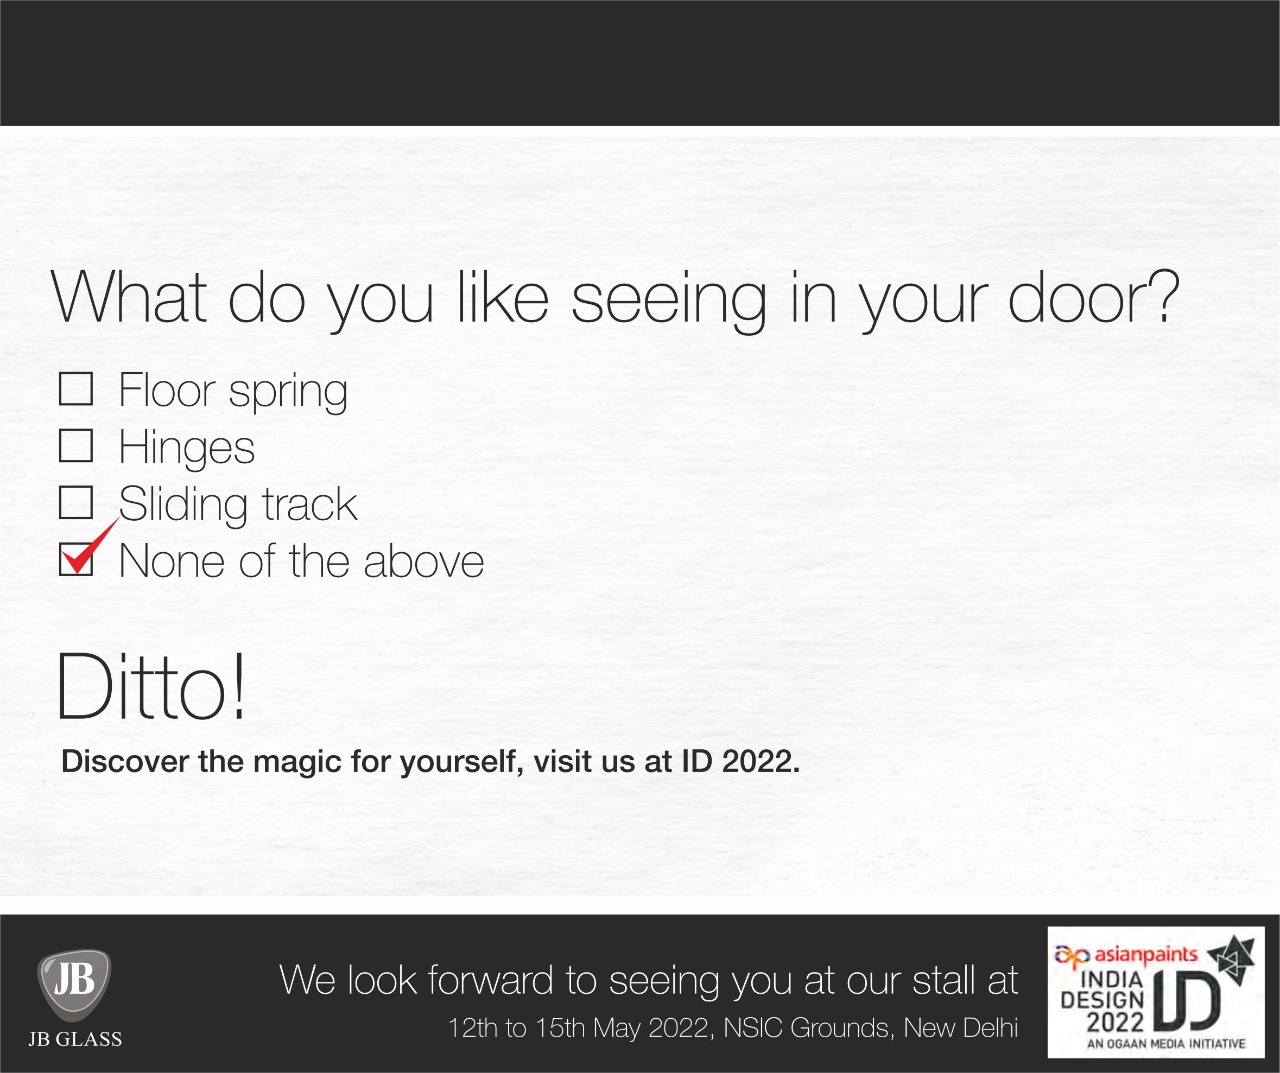 What do you like seeing in your door?
Floor spring
Hinges
Sliding track
None of the above
Ditto!
Discover the magic for yourself, visit us at ID 2022.
JB
JB GLASS
We look forward to seeing you at our stall at
12th to 15th May 2022, NSIC Grounds, New Delhi
ap asianpaints
INDIA
DESIGN
2022
ID
AN OGAAN MEDIA INITIATIVE